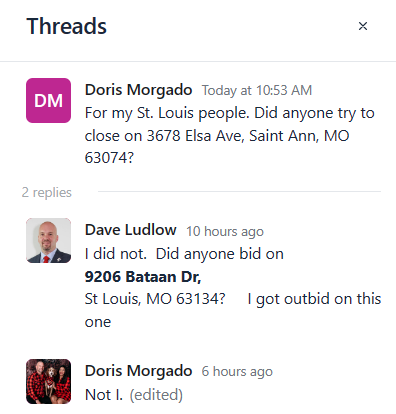 Threads
×
DM
Doris Morgado Today at 10:53 AM
For my St. Louis people. Did anyone try to
close on 3678 Elsa Ave, Saint Ann, MO
63074?
2 replies
Dave Ludlow 10 hours ago
I did not. Did anyone bid on
9206 Bataan Dr,
St Louis, MO 63134? I got outbid on this
one
Doris Morgado 6 hours ago
Not I. (edited)